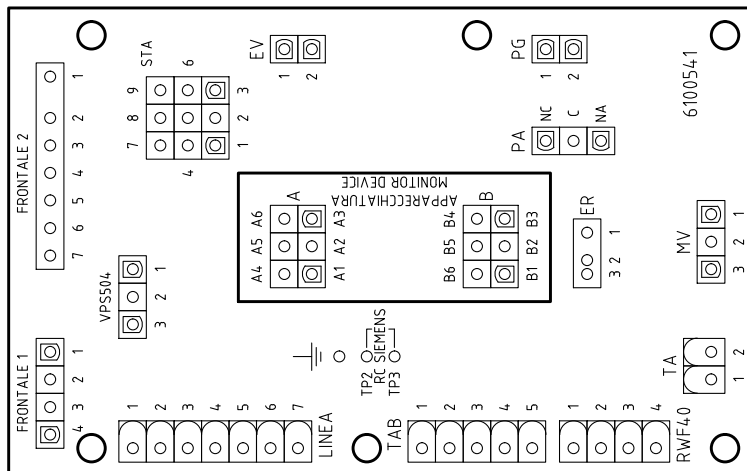 FRONTALE 2
1
2
3
4
5
6
7
STA
9 6 3
8 2
7 4 1
EV
1
2
PG
1
2
PA
NC
C
NA
6100541
VPS504
1
2
3
APPARECCHIATURA
MONITOR DEVICE
A
A6 A3
A5 A2
A4 A1
B
B4 B3
B5 B2
B6 B1
ER
1
2
3
MV
1
2
3
FRONTALE 1
1
2
3
4
TP2
RC SIEMENS
TP3
TA
2
1
LINEA
1
2
3
4
5
6
7
TAB
1
2
3
4
5
RWF40
1
2
3
4